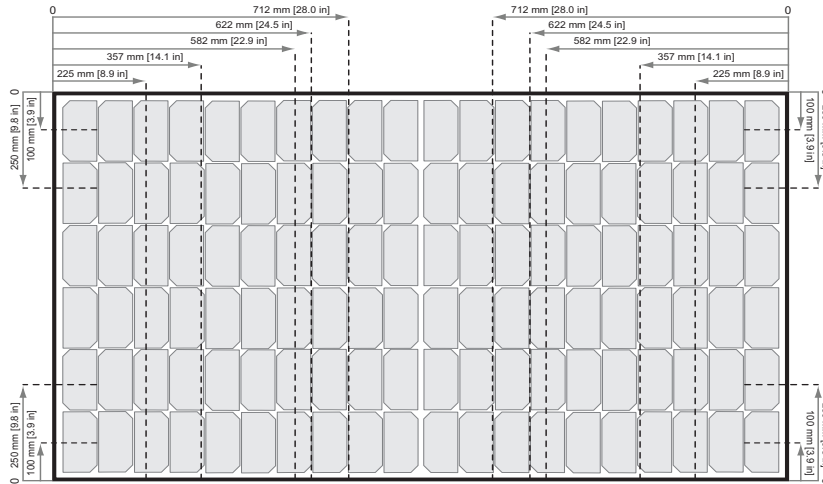 0
712 mm [28.0 in]
712 mm [28.0 in]
0
622 mm [24.5 in]
622 mm [24.5 in]
582 mm [22.9 in]
582 mm [22.9 in]
357 mm [14.1 in]
357 mm [14.1 in]
225 mm [8.9 in]
225 mm [8.9 in]
0
250 mm [9.8 in]
100 mm [3.9 in]
100 mm
[3.9 in]
250 mm [9.8 in]
100 mm [3.9 in]
0
100 mm
[3.9 in]